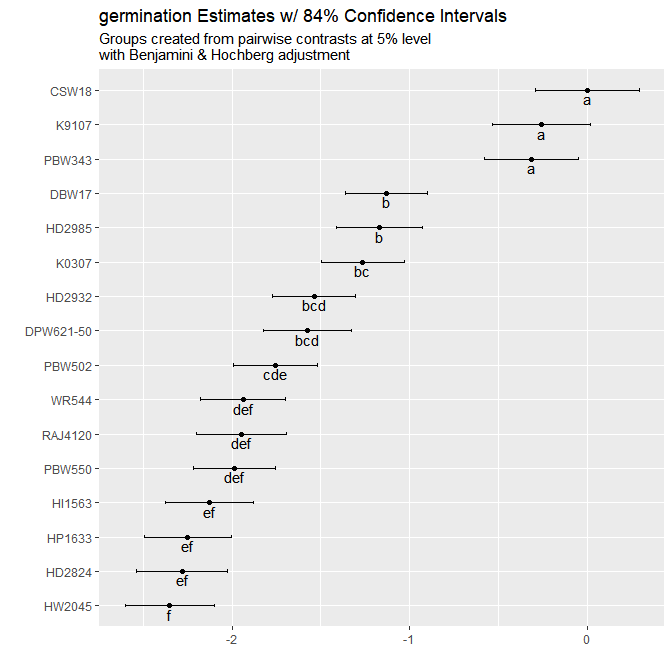 germination Estimates w/ 84% Confidence Intervals
Groups created from pairwise contrasts at 5% level
with Benjamini & Hochberg adjustment
CSW18
a
K9107
a
PBW343
a
DBW17
b
HD2985
b
K0307
bc
HD2932
bcd
DPW621-50
bcd
PBW502
cde
WR544
def
RAJ4120
def
PBW550
def
HI1563
ef
HP1633
ef
HD2824
ef
HW2045
f
-2 -1 0